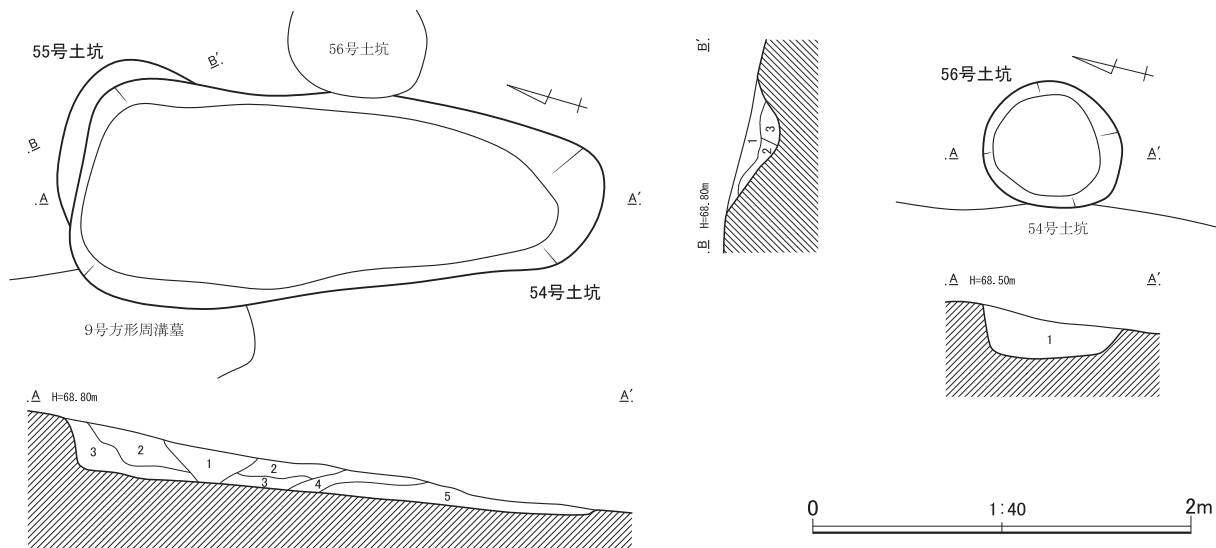 55号土坑
B'.
56号土坑
.B
.A
A'.
54号土坑
9号方形周溝墓
.A H=68.80m
A'.
3
2
1
2
3
4
5
B'.
1
3
2
.B H=68.80m
56号土坑
.A
A'.
54号土坑
.A H=68.50m
A'.
1
0
1:40
2m